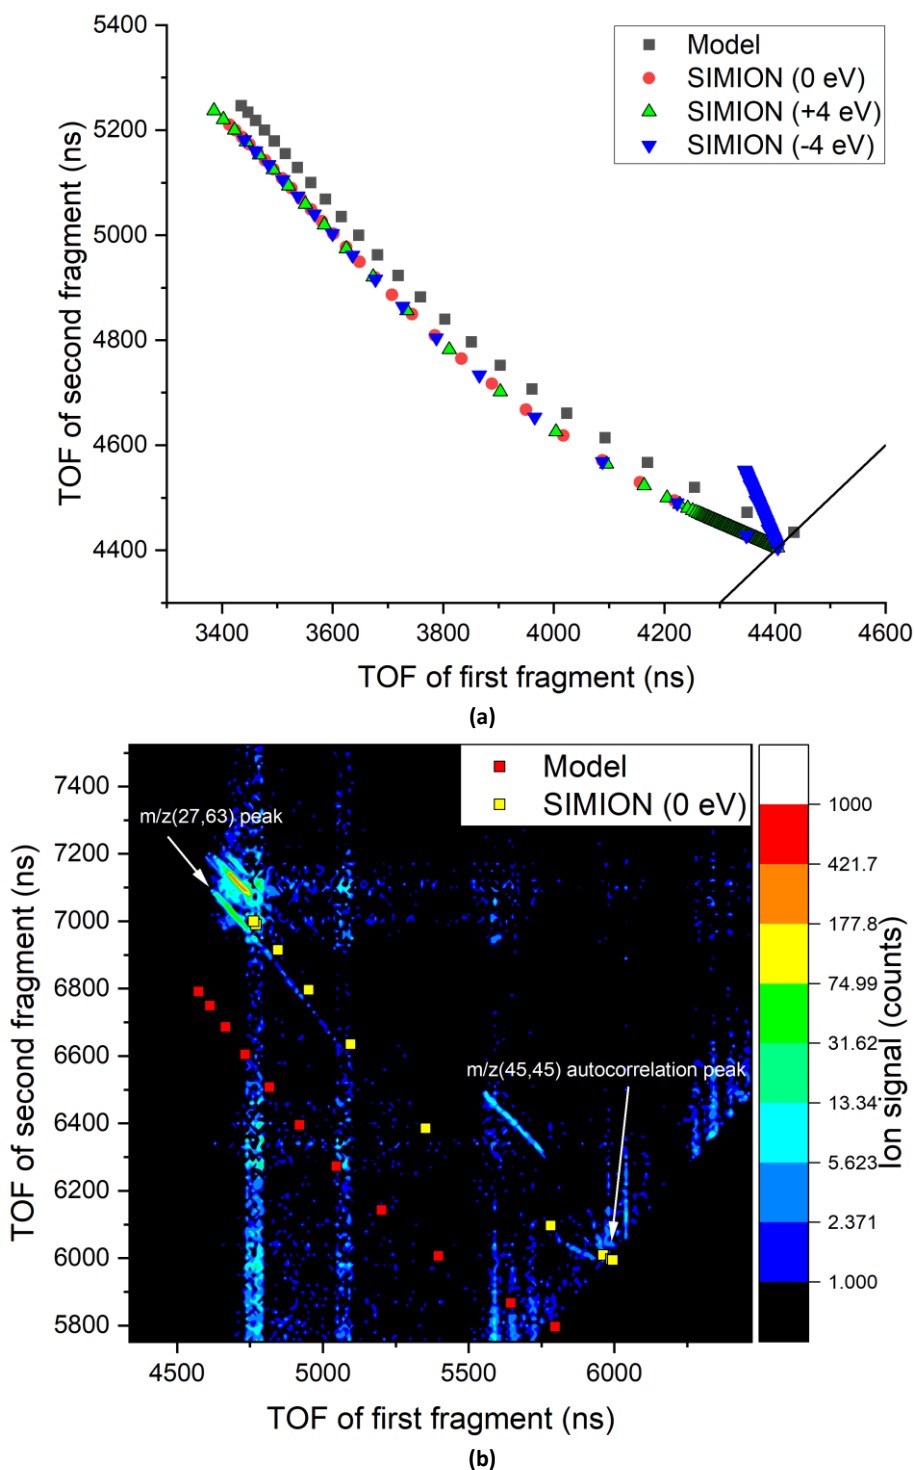 5400
5200
5000
4800
4600
4400
TOF of second fragment (ns)
Model
SIMION (0 eV)
SIMION (+4 eV)
SIMION (-4 eV)
3400 3600 3800 4000 4200 4400 4600
TOF of first fragment (ns)
(a)
7400
7200
7000
6800
6600
6400
6200
6000
5800
TOF of second fragment (ns)
Model
SIMION (0 eV)
m/z(27,63) peak
m/z(45,45) autocorrelation peak
1000
421.7
177.8
74.99
31.62
13.34
5.623
2.371
1.000
Ion signal (counts)
4500 5000 5500 6000
TOF of first fragment (ns)
(b)